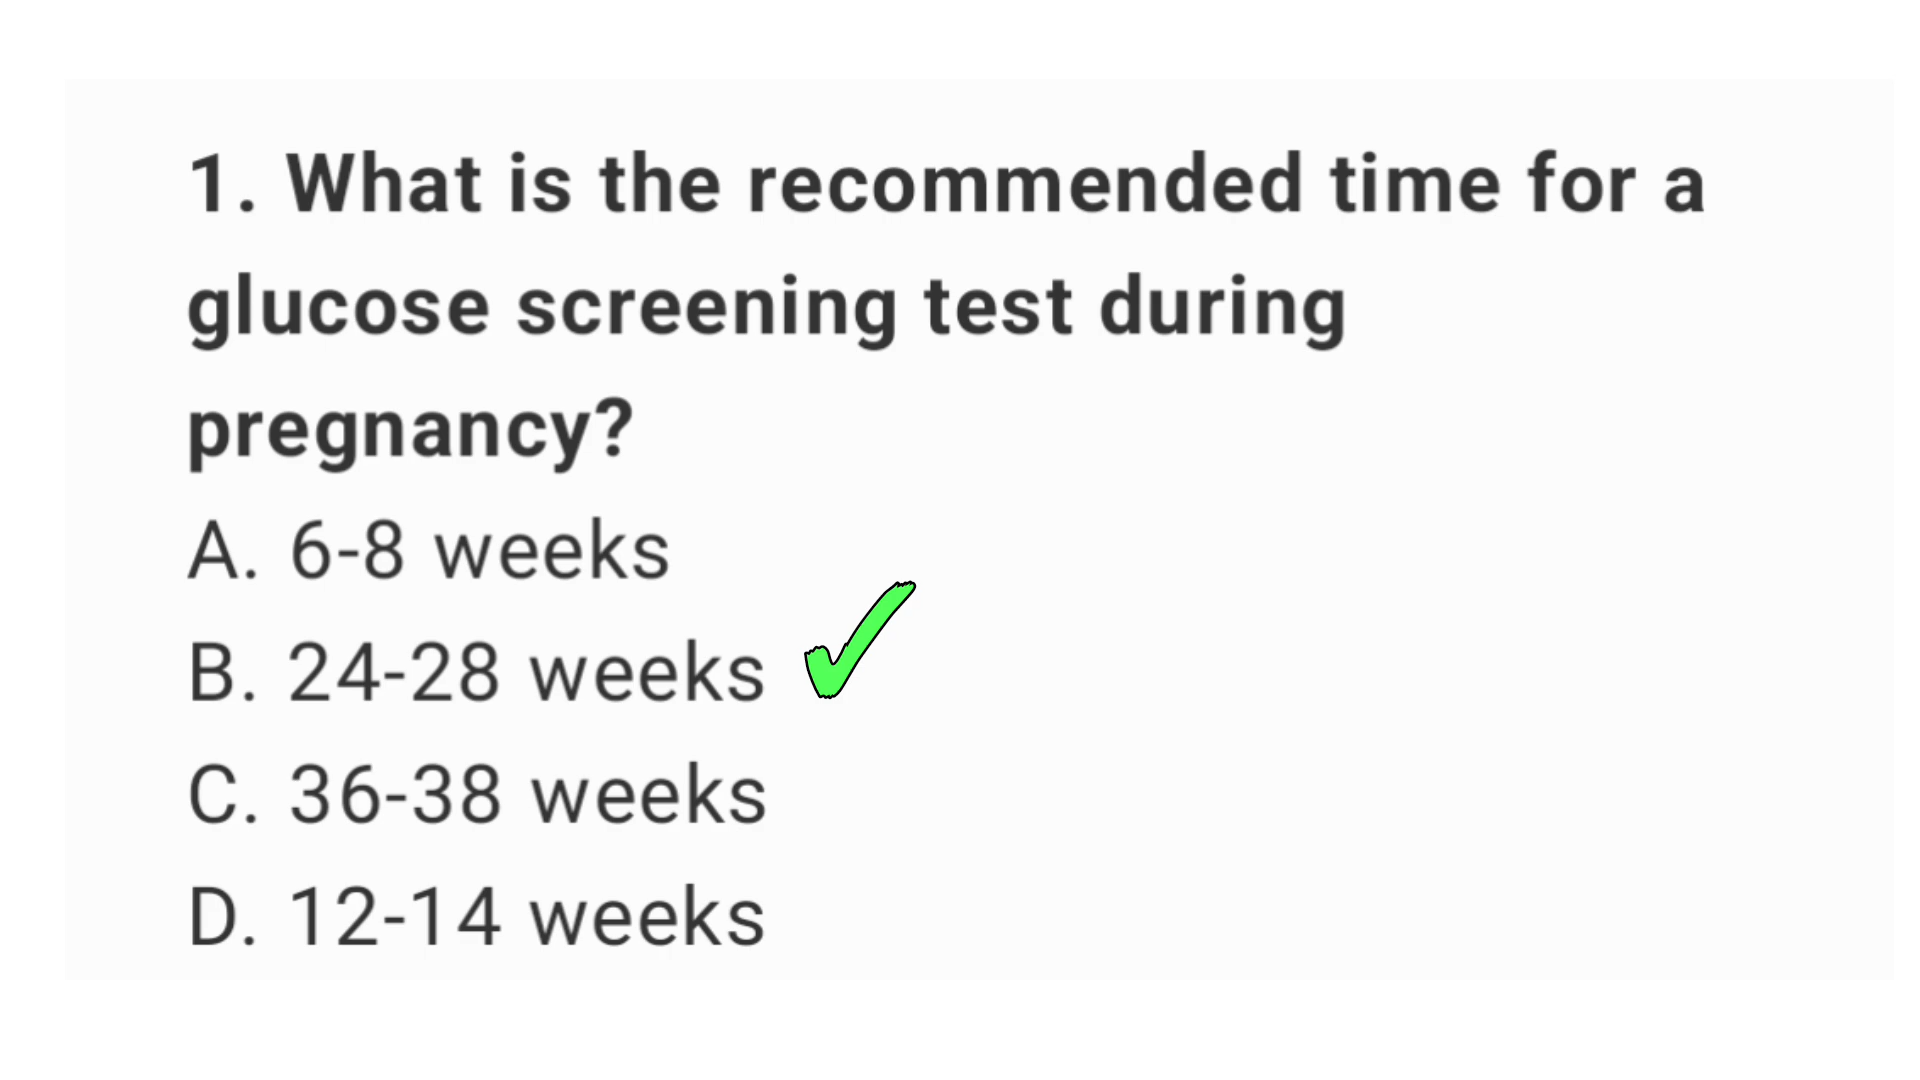 1. What is the recommended time for a
glucose screening test during
pregnancy?
A. 6-8 weeks
B. 24-28 weeks
C. 36-38 weeks
D. 12-14 weeks